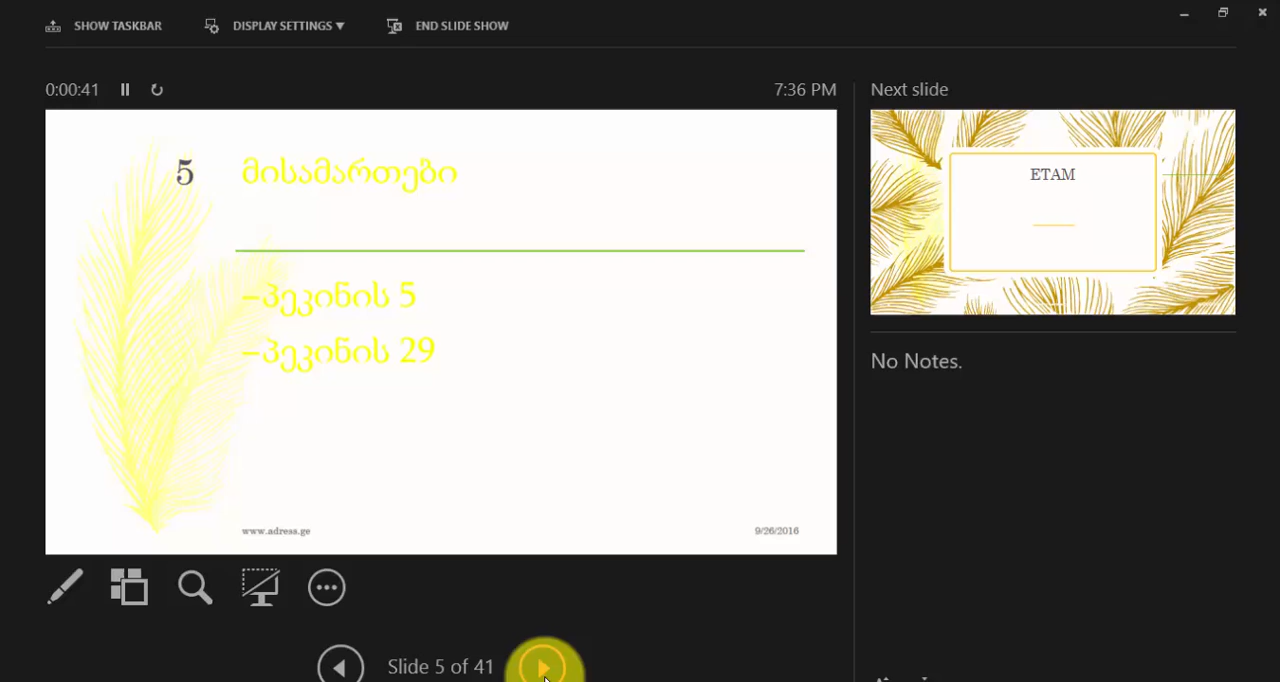 SHOW TASKBAR
DISPLAY SETTINGS
END SLIDE SHOW
0:00:41
7:36 PM
Next slide
5
მისამართები
–პეკინის 5
–პეკინის 29
www.adresa.ge
9/26/2016
ETAM
No Notes.
Slide 5 of 41